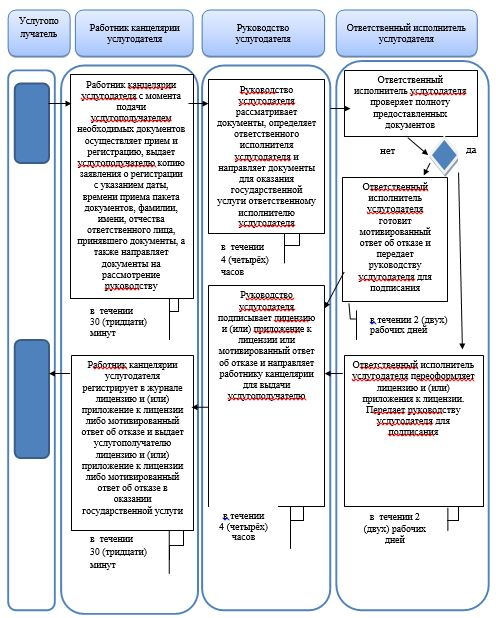 Услугопо
лучатель
Работник канцелярии
услугодателя
Руководство
услугодателя
Ответственный исполнитель
услугодателя
Работник канцелярии
услугодателя с момента
подачи
услугополучателем
необходимых документов
осуществляет прием и
регистрацию, выдает
услугополучателю копию
заявления о регистрации
с указанием даты,
времени приема пакета
документов, фамилии,
имени, отчества
ответственного лица,
принявшего документы, а
также направляет
документы на
рассмотрение
руководству
в течении
30 (тридцати)
минут
Руководство
услугодателя
рассматривает
документы, определяет
ответственного
исполнителя
услугодателя и
направляет документы
для оказания
государственной
услуги ответственному
исполнителю
услугодателя
в течении
4 (четырёх)
часов
Ответственный
исполнитель услугодателя
проверяет полноту
предоставленных
документов
нет
да
Ответственный
исполнитель
услугодателя
готовит
мотивированный
ответ об отказе и
передает
руководству
услугодателя для
подписания
в течении 2 (двух)
рабочих дней
Руководство
услугодателя
подписывает лицензию
и (или) приложение к
лицензии или
мотивированный ответ
об отказе и направляет
работнику канцелярии
для выдачи
услугополучателю
в течении
4 (четырёх)
часов
Ответственный исполнитель
услугодателя переоформляет
лицензию и (или)
приложения к лицензии.
Передает руководству
услугодателя для
подписания
в течении 2
(двух) рабочих
дней
Работник канцелярии
услугодателя
регистрирует в журнале
лицензию и (или)
приложение к лицензии
либо мотивированный
ответ об отказе и выдает
услугополучателю
лицензию и (или)
приложение к лицензии
либо мотивированный
ответ об отказе в
оказании
государственной услуги
в течении
30 (тридцати)
минут